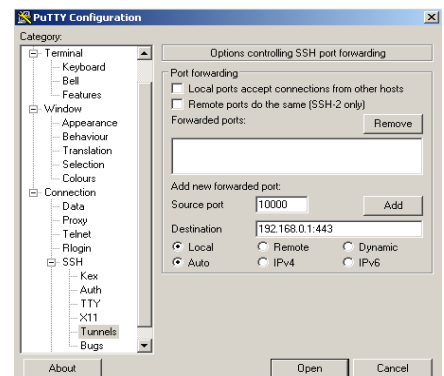 PuTTY Configuration
Category:
Terminal
Keyboard
Bell
Features
Window
Appearance
Behaviour
Translation
Selection
Colours
Connection
Data
Proxy
Telnet
Rlogin
SSH
Kex
Auth
TTY
X11
Tunnels
Bugs
Options controlling SSH port forwarding
Port forwarding
Local ports accept connections from other hosts
Remote ports do the same (SSH-2 only)
Forwarded ports:
Remove
Add new forwarded port:
Source port 10000 Add
Destination 192.168.0.1:443
Local Remote Dynamic
Auto IPv4 IPv6
About Open Cancel